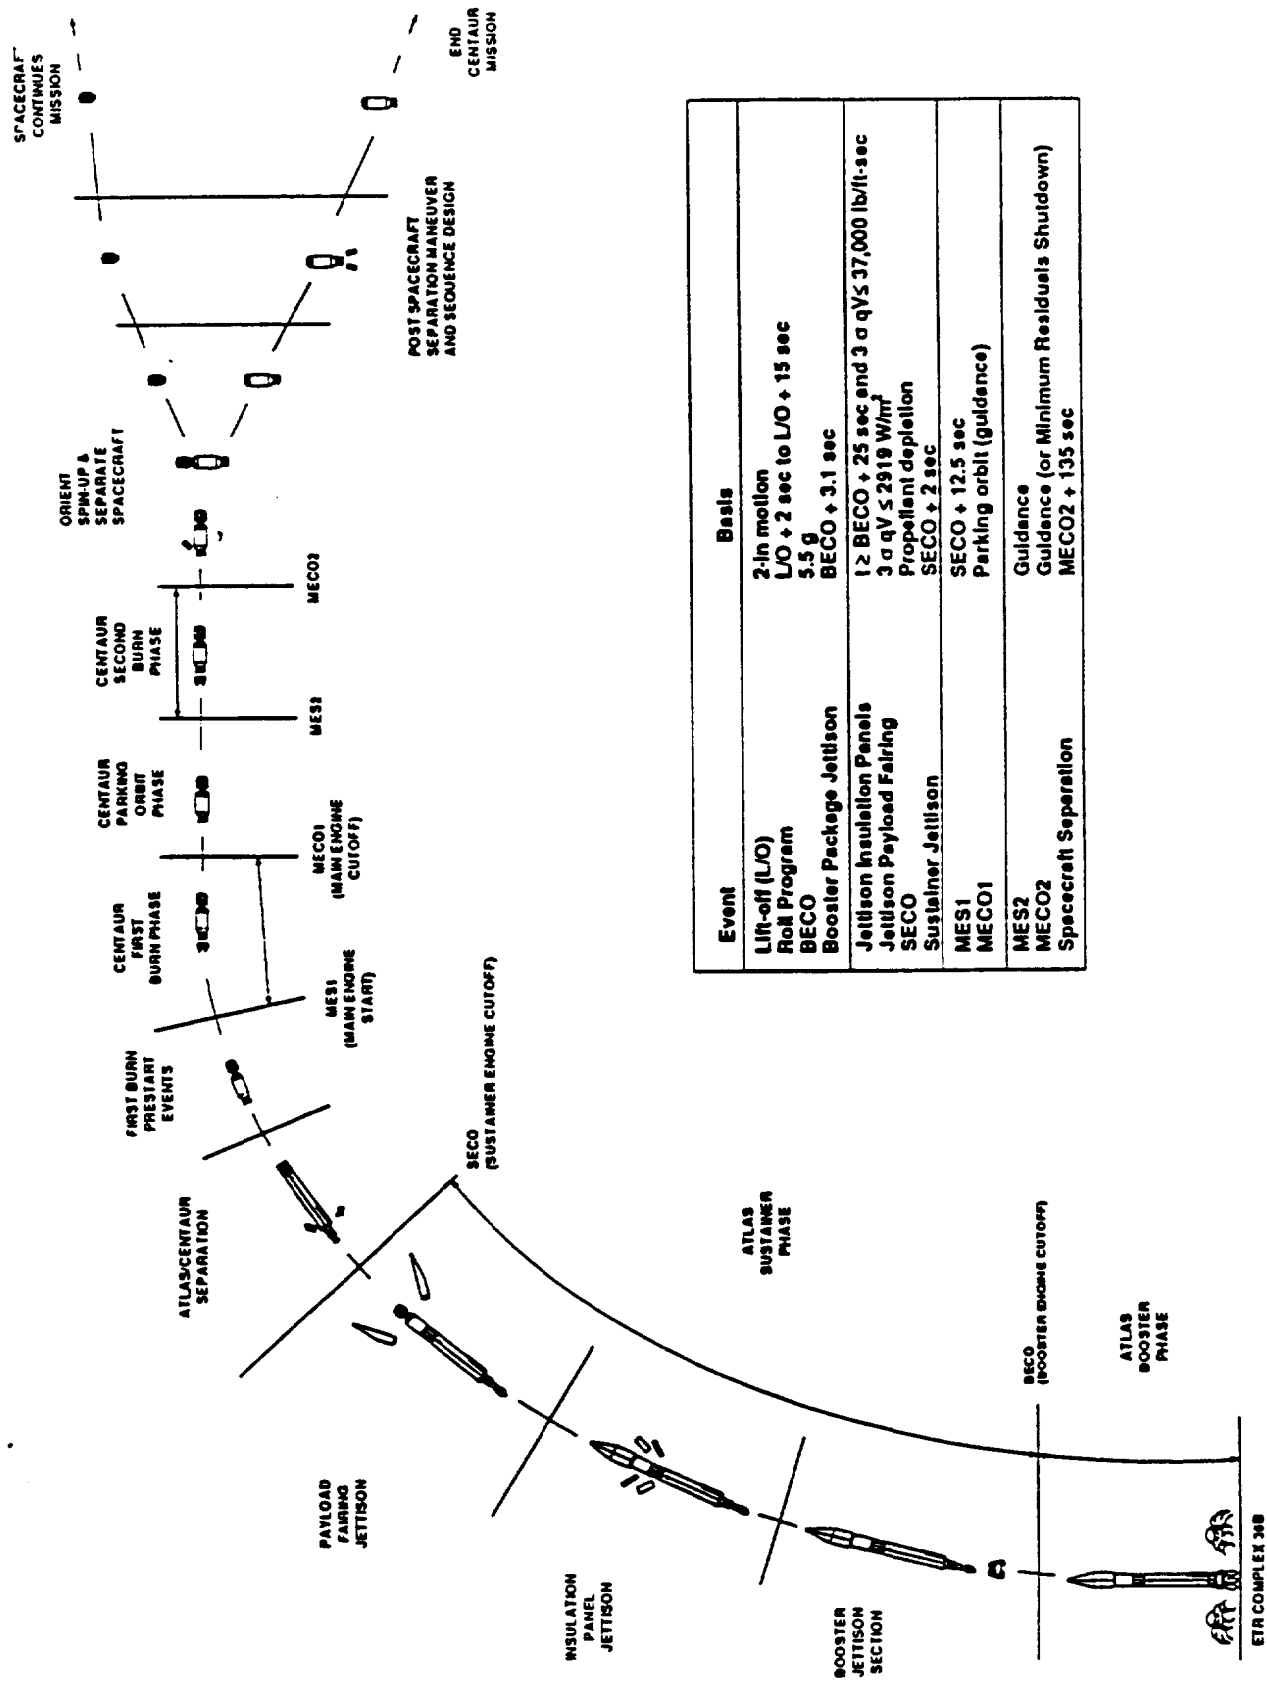 SPACECRAFT
CONTINUES
MISSION
END
CENTAUR
MISSION
POST SPACECRAFT
SEPARATION MANEUVER
AND SEQUENCE DESIGN
ORIENT
SPIN-UP &
SEPARATE
SPACECRAFT
MECO2
CENTAUR
SECOND
BURN
PHASE
MES2
CENTAUR
PARKING
ORBIT
PHASE
MECO1
(MAIN ENGINE
CUTOFF)
CENTAUR
FIRST
BURN PHASE
MES1
(MAIN ENGINE
START)
FIRST BURN
PRESTART
EVENTS
ATLAS/CENTAUR
SEPARATION
SECO
(SUSTAINER ENGINE CUTOFF)
PAYLOAD
FAIRING
JETTISON
ATLAS
SUSTAINER
PHASE
INSULATION
PANEL
JETTISON
BOOSTER
JETTISON
SECTION
BECO
(BOOSTER ENGINE CUTOFF)
ATLAS
BOOSTER
PHASE
ETR COMPLEX 36B
Event Basis
Lift-off (L/O) 2-in motion
Roll Program L/O + 2 sec to L/O + 15 sec
BECO 5.5 g
Booster Package Jettison BECO + 3.1 sec
Jettison Insulation Panels t ≥ BECO + 25 sec and 3 σ qV ≤ 37,000 lb/ft-sec
Jettison Payload Fairing 3 σ qV ≤ 2919 W/m²
SECO Propellant depletion
Sustainer Jettison SECO + 2 sec
MES1 SECO + 12.5 sec
MECO1 Parking orbit (guidance)
MES2 Guidance
MECO2 Guidance (or Minimum Residuals Shutdown)
Spacecraft Separation MECO2 + 135 sec